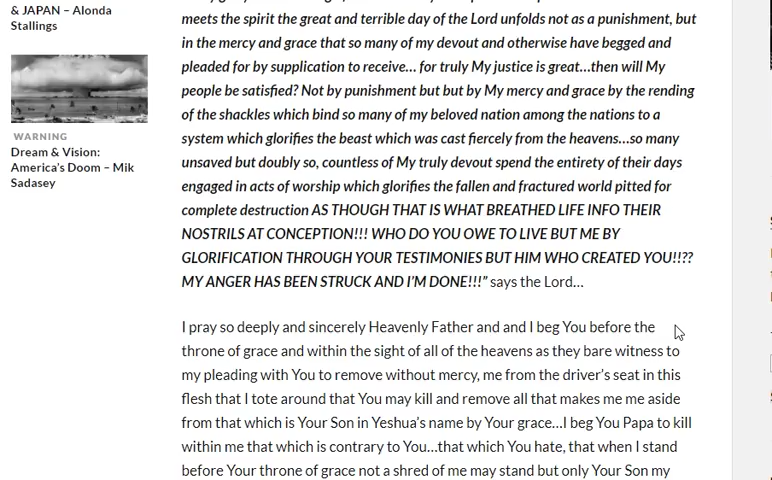 & JAPAN – Alonda
Stallings
WARNING
Dream & Vision:
America's Doom – Mik
Sadasey
meets the spirit the great and terrible day of the Lord unfolds not as a punishment, but
in the mercy and grace that so many of my devout and otherwise have begged and
pleaded for by supplication to receive… for truly My justice is great…then will My
people be satisfied? Not by punishment but but by My mercy and grace by the rending
of the shackles which bind so many of my beloved nation among the nations to a
system which glorifies the beast which was cast fiercely from the heavens…so many
unsaved but doubly so, countless of My truly devout spend the entirety of their days
engaged in acts of worship which glorifies the fallen and fractured world pitted for
complete destruction AS THOUGH THAT IS WHAT BREATHED LIFE INFO THEIR
NOSTRILS AT CONCEPTION!!! WHO DO YOU OWE TO LIVE BUT ME BY
GLORIFICATION THROUGH YOUR TESTIMONIES BUT HIM WHO CREATED YOU!!??
MY ANGER HAS BEEN STRUCK AND I'M DONE!!!" says the Lord…
I pray so deeply and sincerely Heavenly Father and and I beg You before the
throne of grace and within the sight of all of the heavens as they bare witness to
my pleading with You to remove without mercy, me from the driver's seat in this
flesh that I tote around that You may kill and remove all that makes me me aside
from that which is Your Son in Yeshua's name by Your grace…I beg You Papa to kill
within me that which is contrary to You…that which You hate, that when I stand
before Your throne of grace not a shred of me may stand but only Your Son my